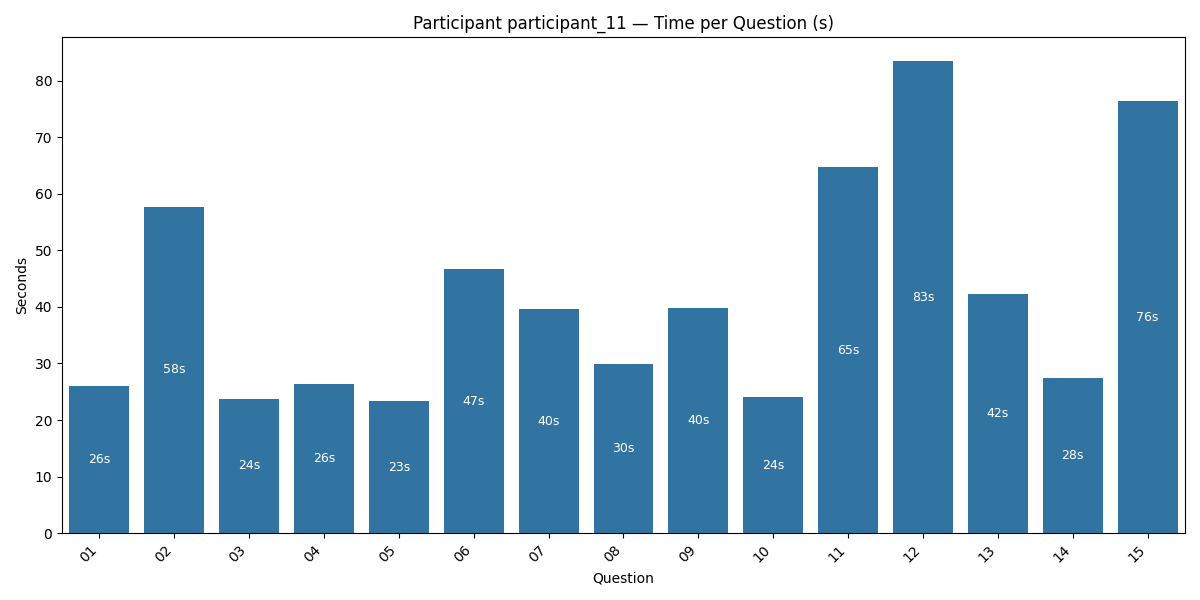 Participant participant_11 — Time per Question (s)
Seconds
80
70
60
50
40
30
20
10
0
26s
58s
24s
26s
23s
47s
40s
30s
40s
24s
65s
83s
42s
28s
76s
01
02
03
04
05
06
07
08
09
10
11
12
13
14
15
Question